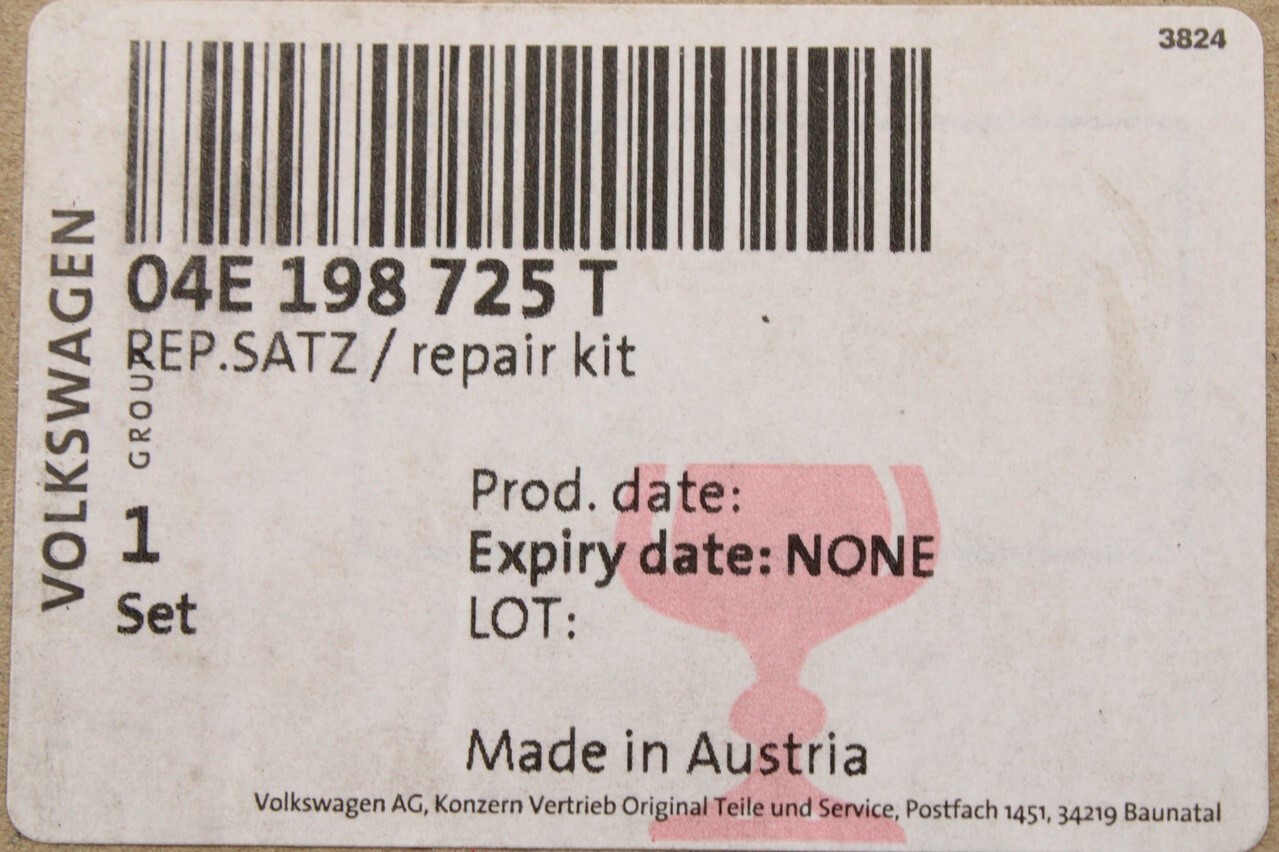 3824
VOLKSWAGEN
GROUP
04E 198 725 T
REP.SATZ / repair kit
1
Set
Prod. date:
Expiry date: NONE
LOT:
Made in Austria
Volkswagen AG, Konzern Vertrieb Original Teile und Service, Postfach 1451, 34219 Baunatal